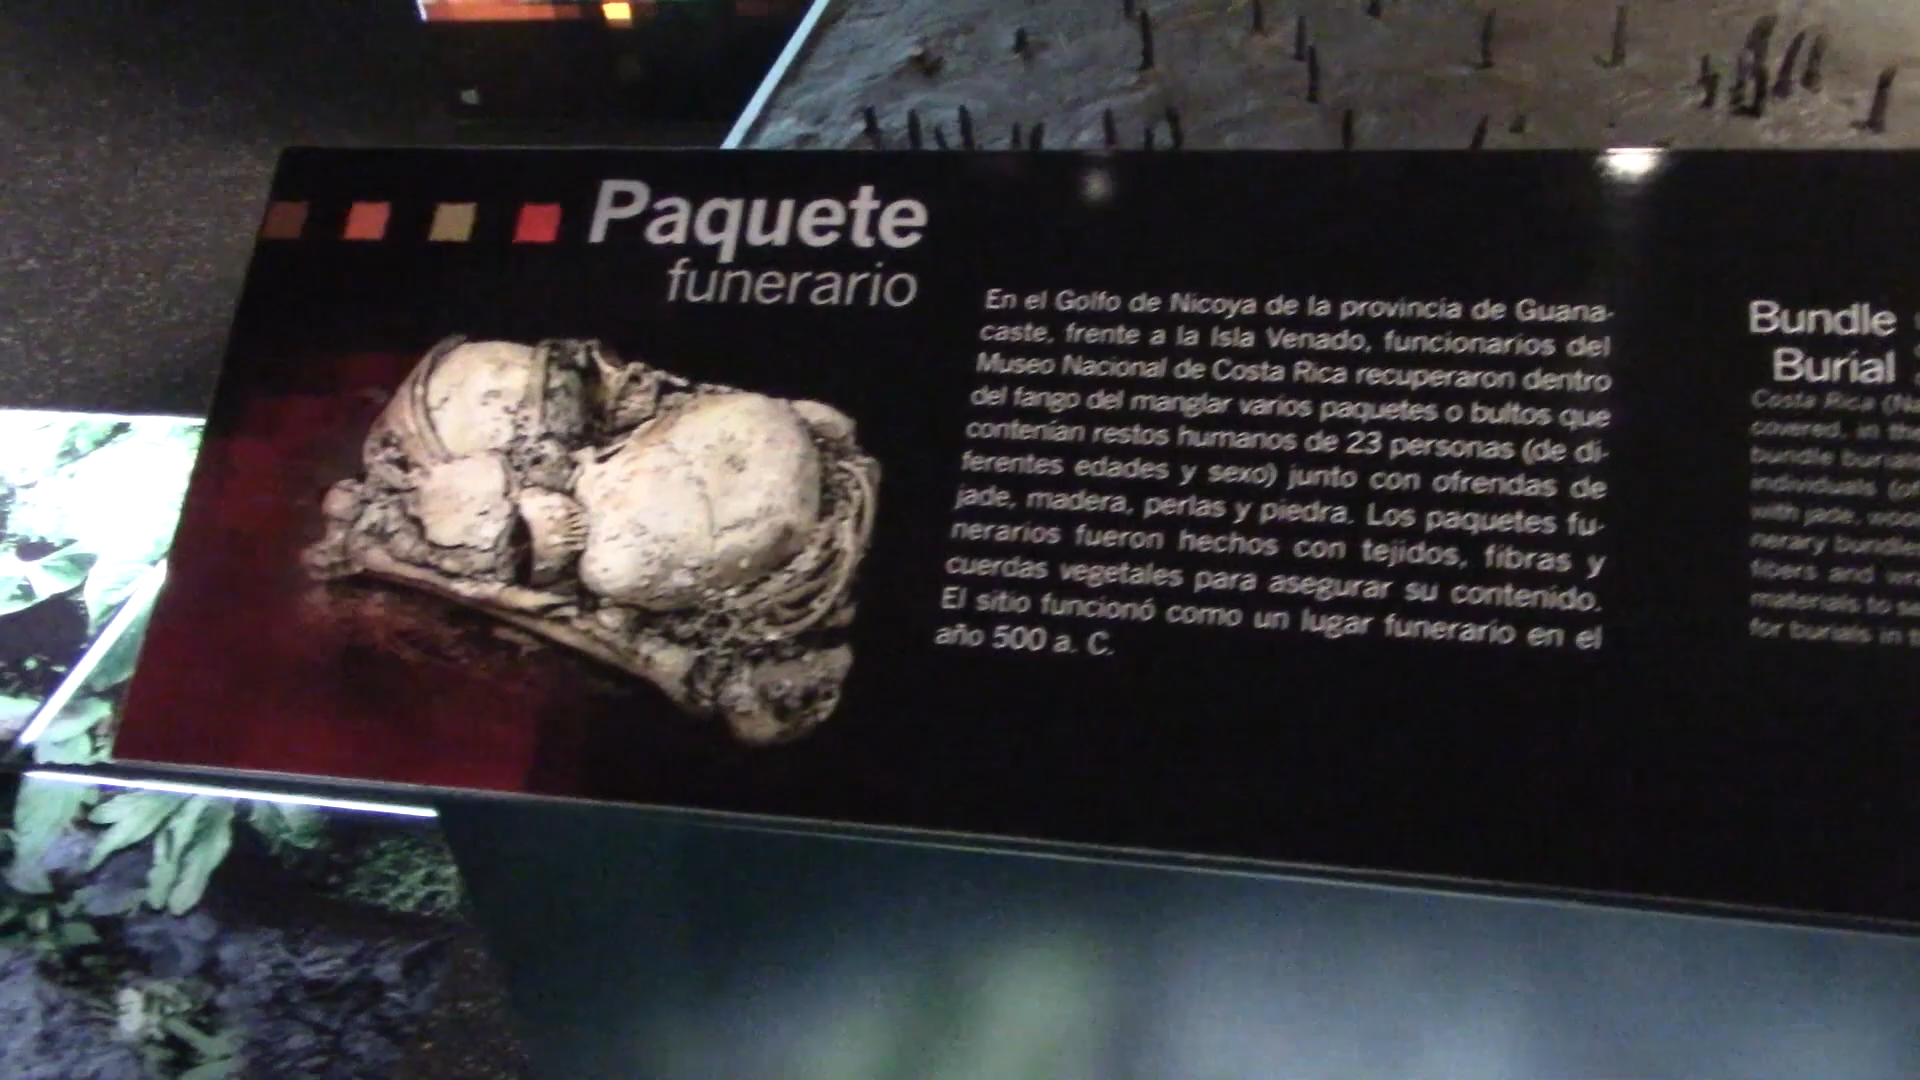 Paquete
funerario
En el Golfo de Nicoya de la provincia de Guana-
caste, frente a la Isla Venado, funcionarios del
Museo Nacional de Costa Rica recuperaron dentro
del fango del manglar varios paquetes o bultos que
contenían restos humanos de 23 personas (de di-
ferentes edades y sexo) junto con ofrendas de
jade, madera, perlas y piedra. Los paquetes fu-
nerarios fueron hechos con tejidos, fibras y
cuerdas vegetales para asegurar su contenido.
El sitio funcionó como un lugar funerario en el
año 500 a. C.
Bundle
Burial
Costa Rica
covered, in the
bundle
individuals
with jade,
nerary
fibers and
materials to
for burials in